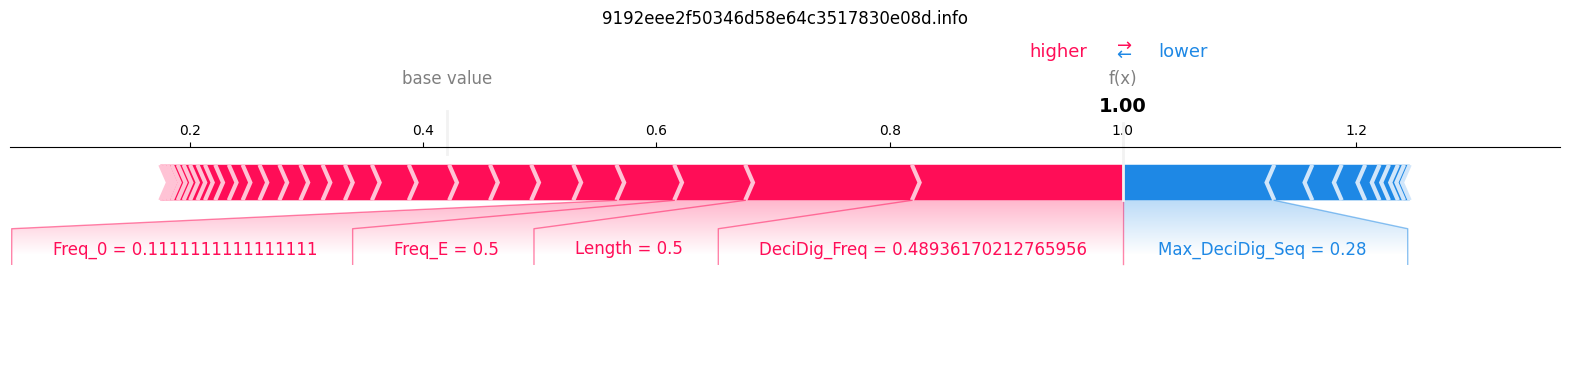 9192eee2f50346d58e64c3517830e08d.info
higher → ← lower
base value f(x)
1.00
0.2 0.4 0.6 0.8 1.0 1.2
Freq_0 = 0.1111111111111111 Freq_E = 0.5 Length = 0.5 DeciDig_Freq = 0.48936170212765956 Max_DeciDig_Seq = 0.28